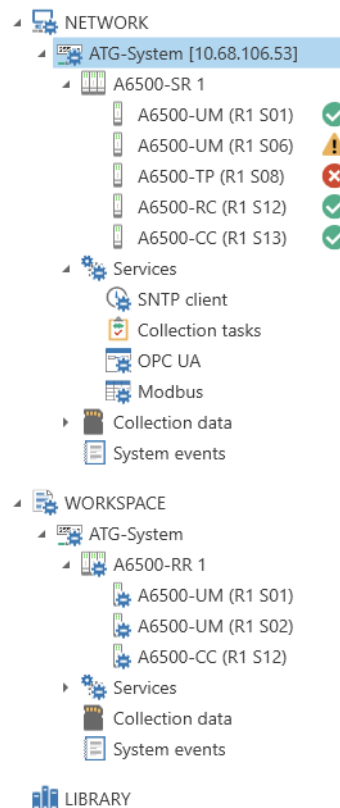 NETWORK
ATG-System [10.68.106.53]
A6500-SR 1
A6500-UM (R1 S01)
A6500-UM (R1 S06)
A6500-TP (R1 S08)
A6500-RC (R1 S12)
A6500-CC (R1 S13)
Services
SNTP client
Collection tasks
OPC UA
Modbus
Collection data
System events
WORKSPACE
ATG-System
A6500-RR 1
A6500-UM (R1 S01)
A6500-UM (R1 S02)
A6500-CC (R1 S12)
Services
Collection data
System events
LIBRARY